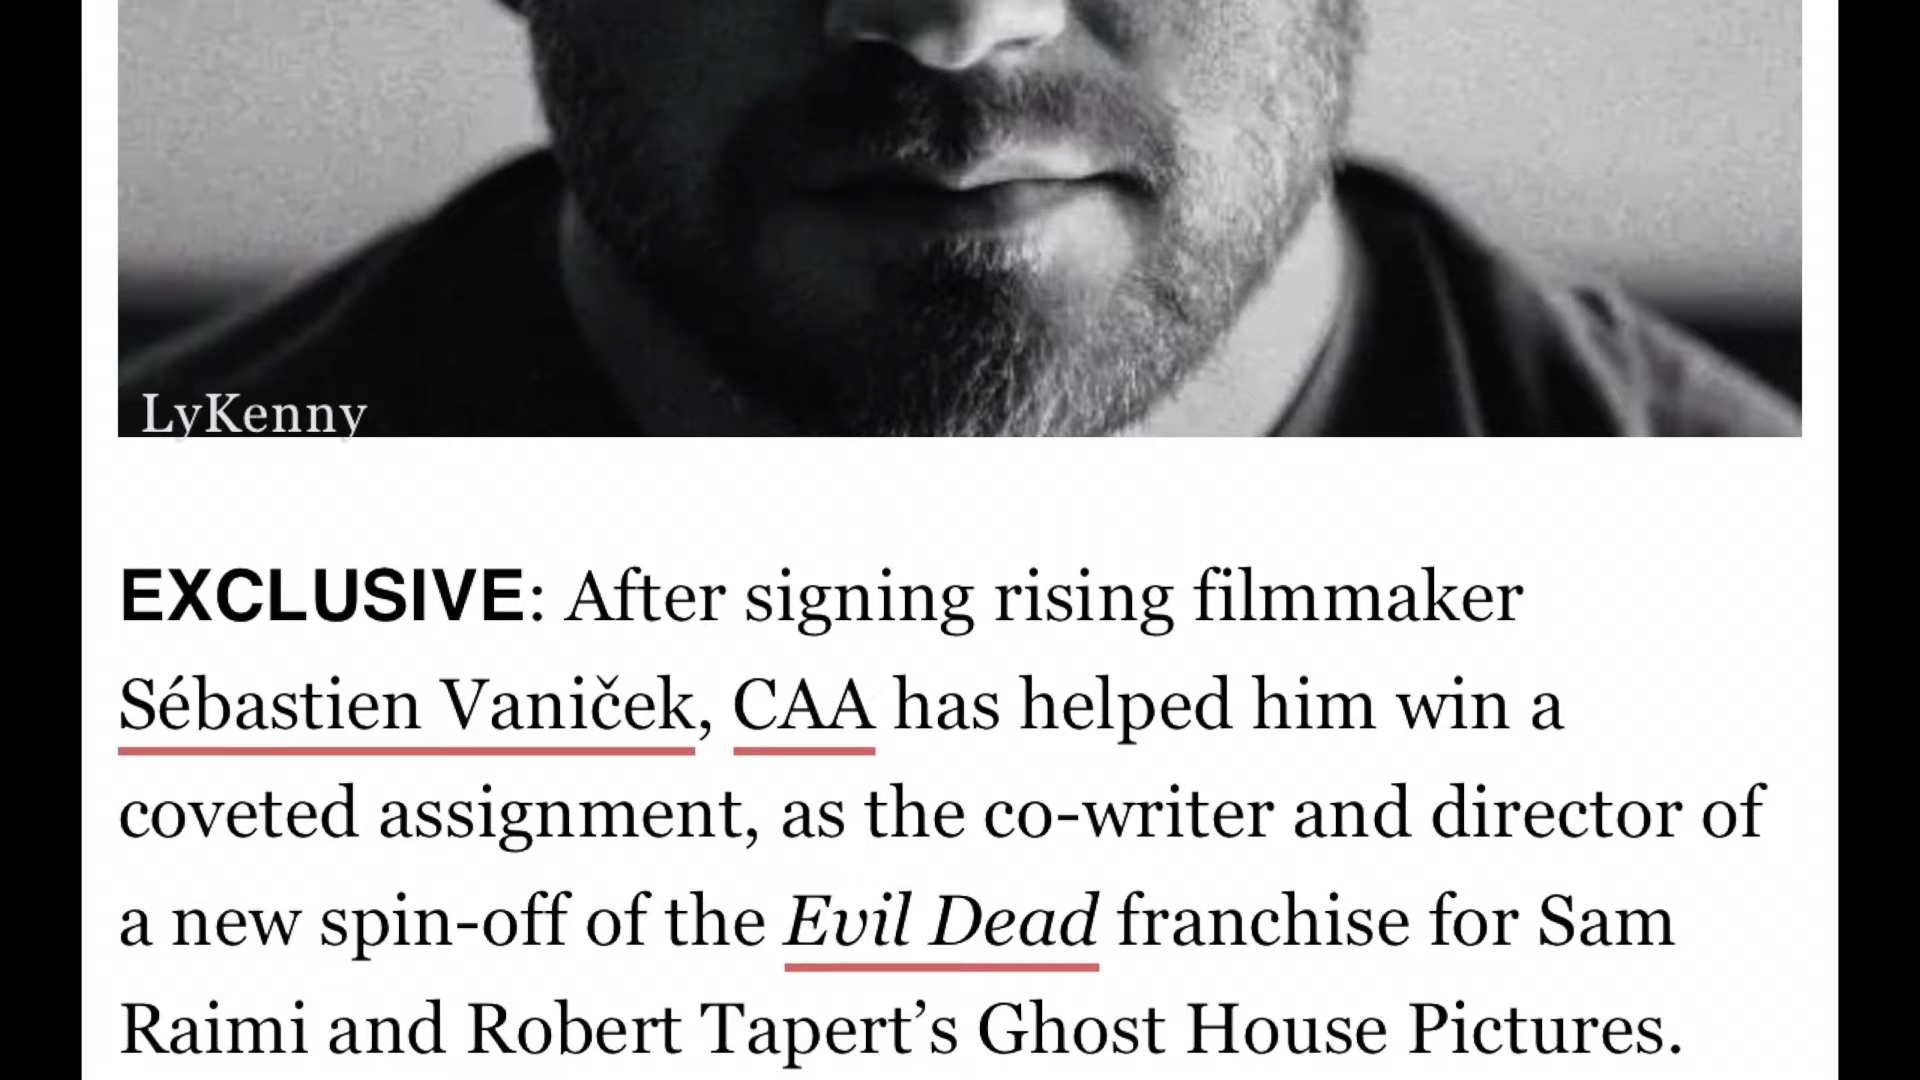 LyKenny
EXCLUSIVE: After signing rising filmmaker
Sébastien Vaniček, CAA has helped him win a
coveted assignment, as the co-writer and director of
a new spin-off of the Evil Dead franchise for Sam
Raimi and Robert Tapert’s Ghost House Pictures.